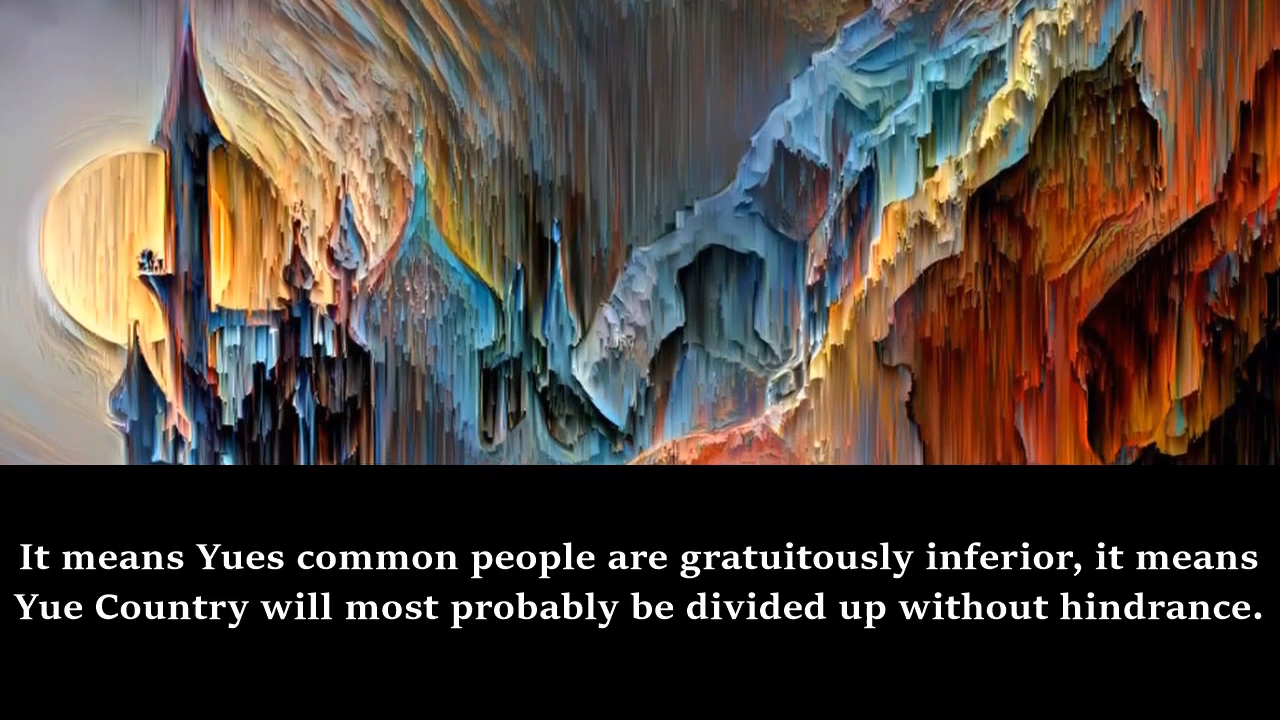 It means Yues common people are gratuitously inferior, it means
Yue Country will most probably be divided up without hindrance.